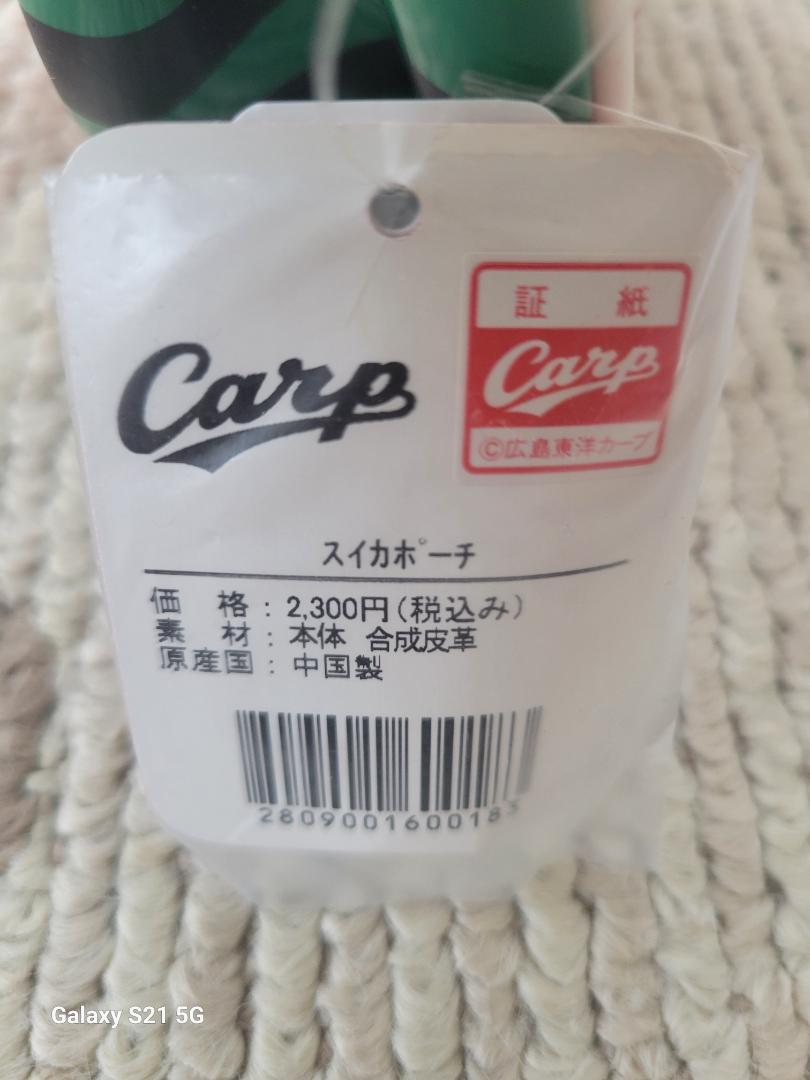 証 紙
Carp
Carp
©広島東洋カープ
スイカポーチ
価 格 : 2,300円(税込み)
素 材 : 本体 合成皮革
原産国 : 中国製
2809001600183
Galaxy S21 5G